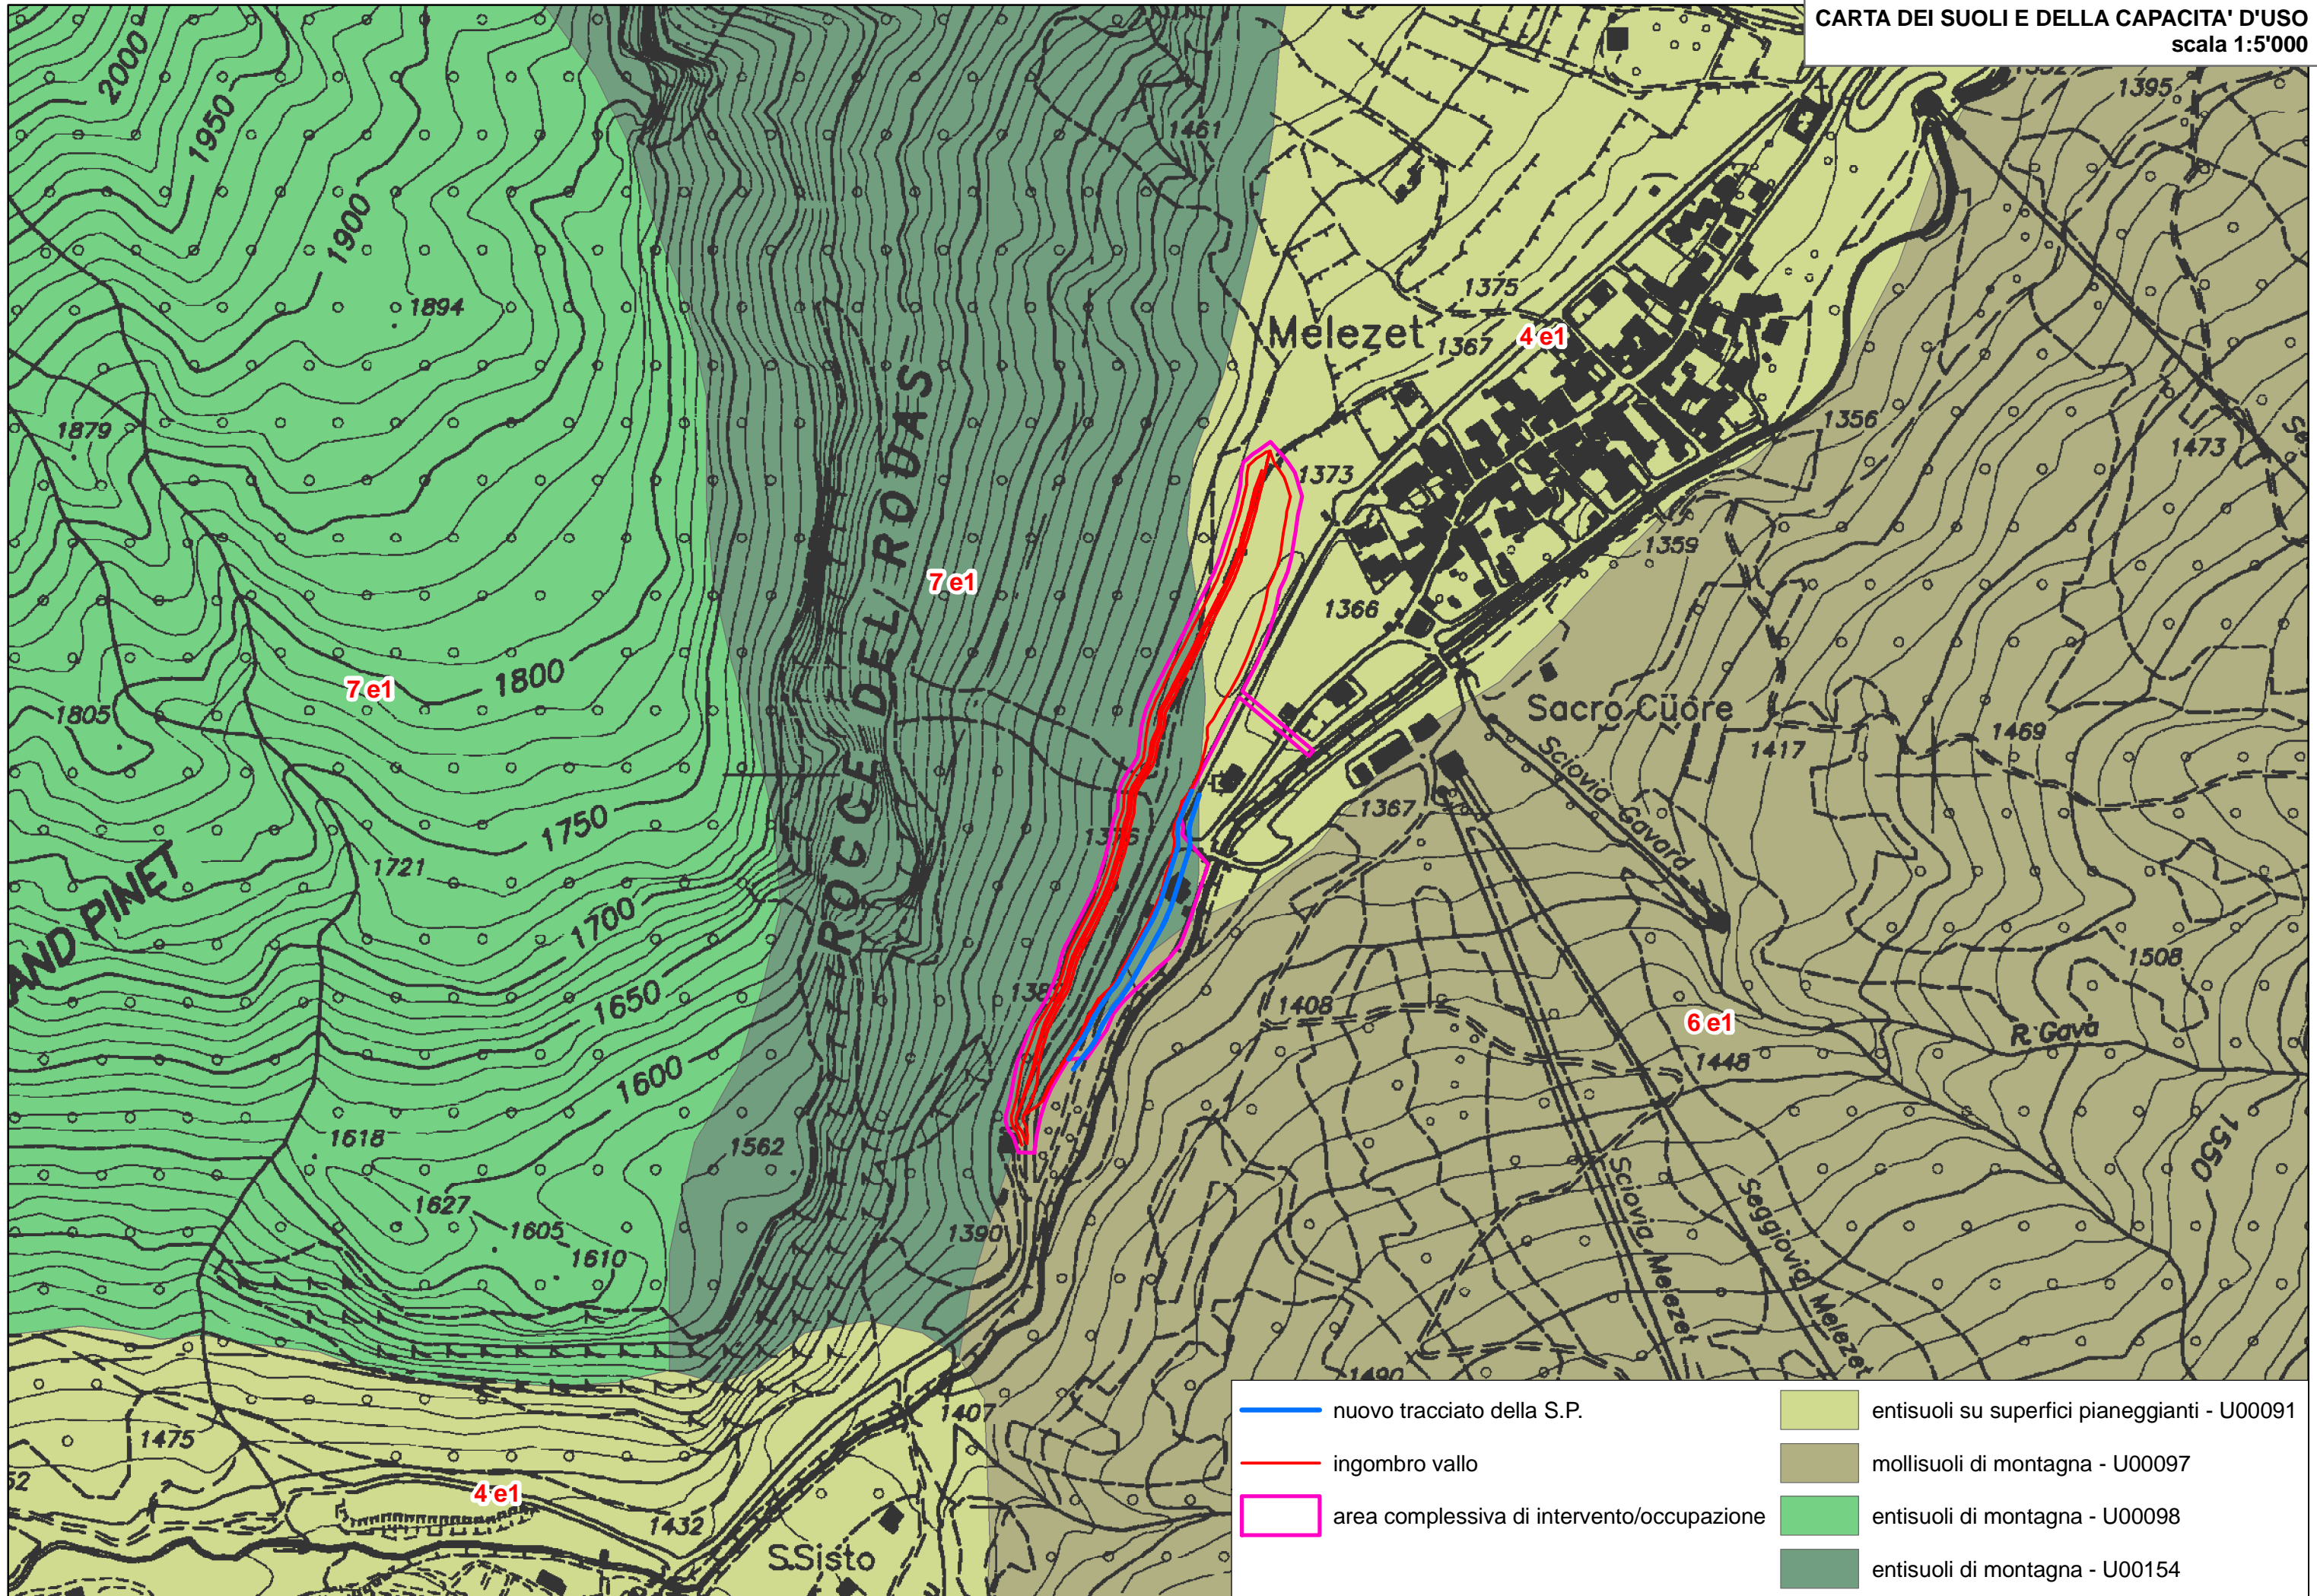 CARTA DEI SUOLI E DELLA CAPACITA' D'USO
scala 1:5'000
2000
1950
1395
1461
1900
1894
1375
Melezet
1367
4 e1
1879
1356
1473
1373
ROCCE DEL ROUAS
1359
7 e1
1366
1800
7 e1
1805
Sacro Cuore
1469
1417
Sciovia Gavard
1750
1367
1376
1721
AND PINET
1700
1508
1650
1408
6 e1
R. Gavà
1448
1600
1618
1562
1550
1627
1605
1610
1390
Sciovia Melezet
Seggiovia Melezet
1490
1407
1475
4 e1
1432
S.Sisto
nuovo tracciato della S.P.
ingombro vallo
area complessiva di intervento/occupazione
entisuoli su superfici pianeggianti - U00091
mollisuoli di montagna - U00097
entisuoli di montagna - U00098
entisuoli di montagna - U00154